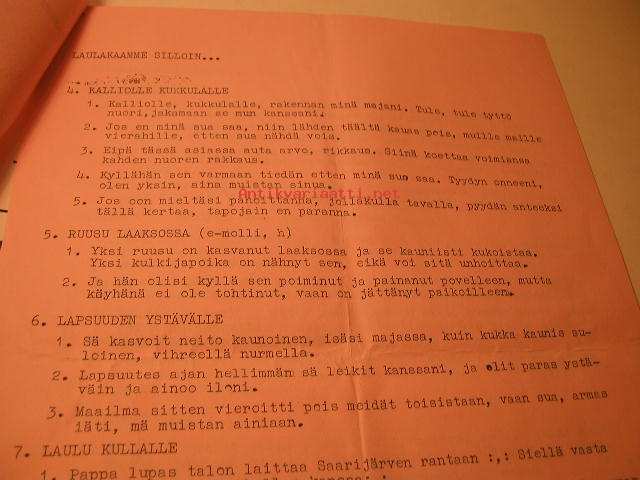 LAULAKAAMME SILLOIN...
4. KALLIOLLE KUKKULALLE
1. Kalliolle, kukkulalle, rakennan minä majani. Tule, tule tyttö
nuori,jakamaan se mun kanssani.
2. Jos en minä sua saa, niin lähden täältä kauas pois, muille maille
vierahille, etten sua nähdä vois.
3. Eipä tässä asiassa auta arvo, rikkaus. Siinä koettaa voimiansa
kahden nuoren rakkaus.
4. Kyllähän sen varmaan tiedän etten minä sua saa. Tyydyn onneeni,
olen yksin, aina muistan sinua.
Antikvariaatti.net
5. Jos oon mieltäsi pahoittanna, jollakulla tavalla, pyydän anteeksi
tällä kertaa, tapojain en paranna.
5. RUUSU LAAKSOSSA (e-molli, h)
1. Yksi ruusu on kasvanut laaksossa ja se kauniisti kukoistaa.
Yksi kulkijapoika on nähnyt sen, eikä voi sitä unhoittaa.
2. Ja hän olisi kyllä sen poiminut ja painanut povelleen, mutta
käyhänä ei ole tohtinut, vaan on jättänyt paikoilleen.
6. LAPSUUDEN YSTÄVÄLLE
1. Sä kasvoit neito kaunoinen, isäsi majassa, kuin kukka kaunis su-
loinen, vihreellä nurmella.
2. Lapsuutes ajan hellimmän sä leikit kanssani, ja olit paras ystä-
väin ja ainoo iloni.
3. Maailma sitten vieroitti pois meidät toisistaan, vaan sua, armas
iäti, mä muistan ainiaan.
7. LAULU KULLALLE
1. Pappa lupas talon laittaa Saarijärven rantaan :,: Siellä vasta